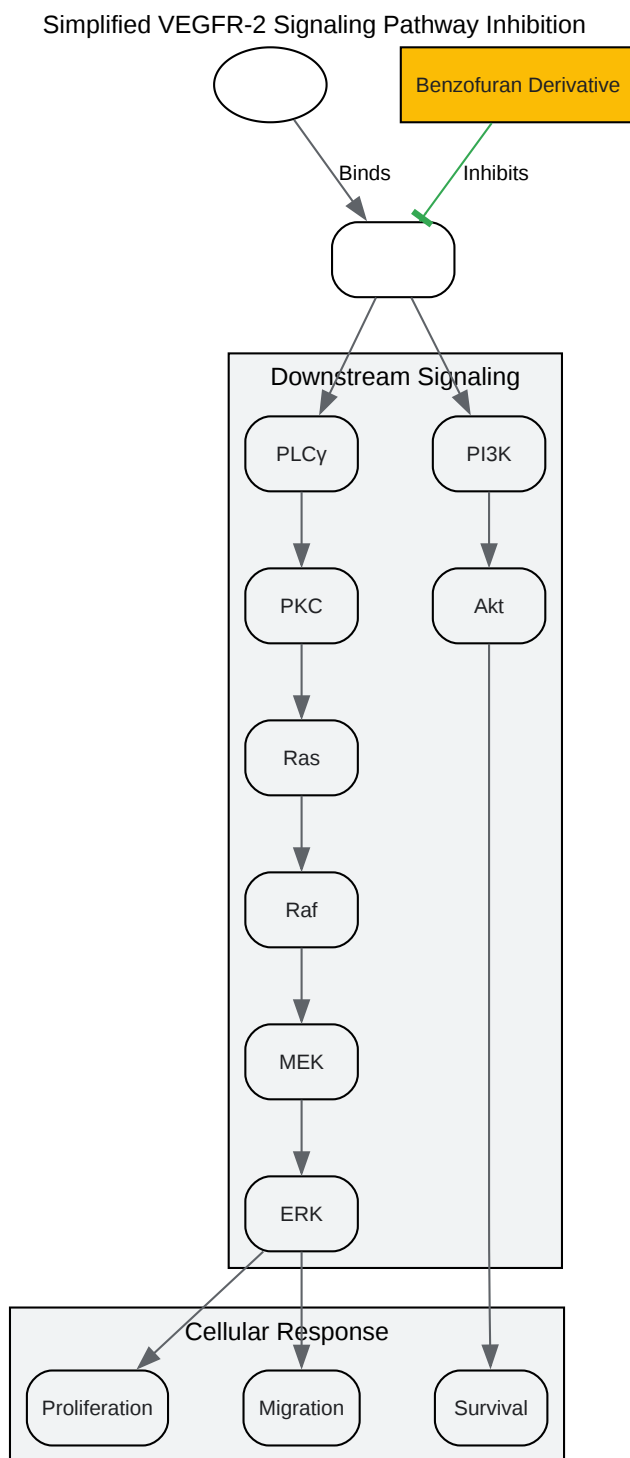 Simplified VEGFR-2 Signaling Pathway Inhibition
Benzofuran Derivative
Binds
Inhibits
Downstream Signaling
PLCγ
PI3K
PKC
Akt
Ras
Raf
MEK
ERK
Cellular Response
Proliferation
Migration
Survival